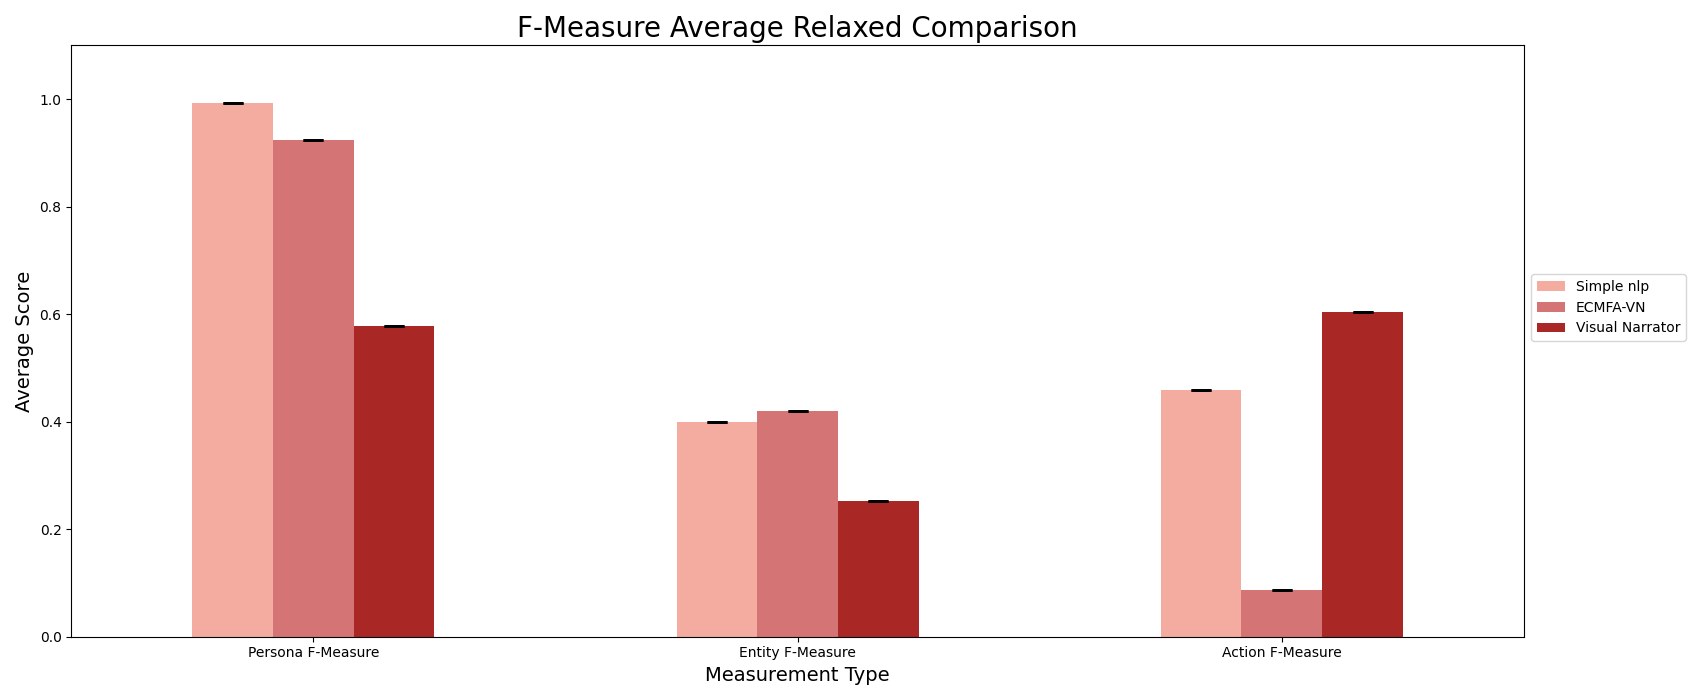 F-Measure Average Relaxed Comparison
Average Score
1.0
0.8
0.6
0.4
0.2
0.0
Persona F-Measure
Entity F-Measure
Action F-Measure
Measurement Type
Simple nlp
ECMFA-VN
Visual Narrator